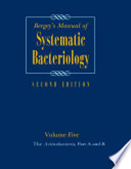 Bergey's Manual of
Systematic
Bacteriology
SECOND EDITION
Volume Five
The Actinobacteria, Part A and B